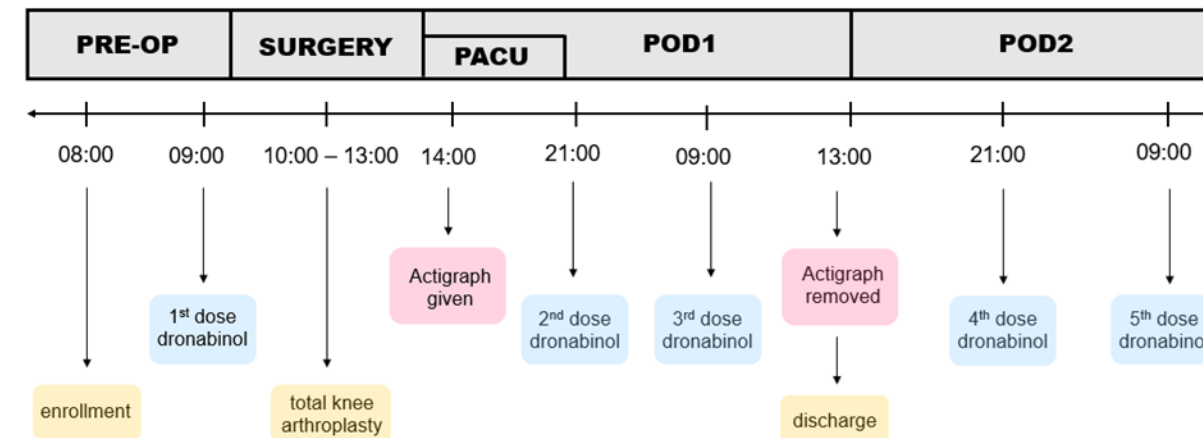 PRE-OP
SURGERY
PACU
POD1
POD2
08:00
09:00
10:00 – 13:00
14:00
21:00
09:00
13:00
21:00
09:00
Actigraph
given
Actigraph
removed
1st dose
dronabinol
2nd dose
dronabinol
3rd dose
dronabinol
4th dose
dronabinol
5th dose
dronabino
enrollment
total knee
arthroplasty
discharge